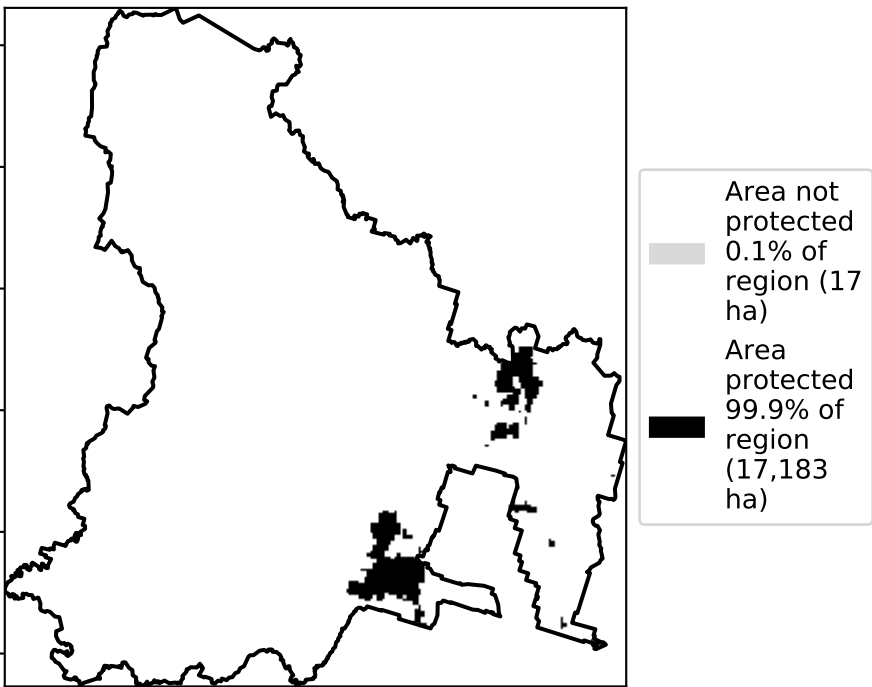 Area not
protected
0.1% of
region (17
ha)
Area
protected
99.9% of
region
(17,183
ha)